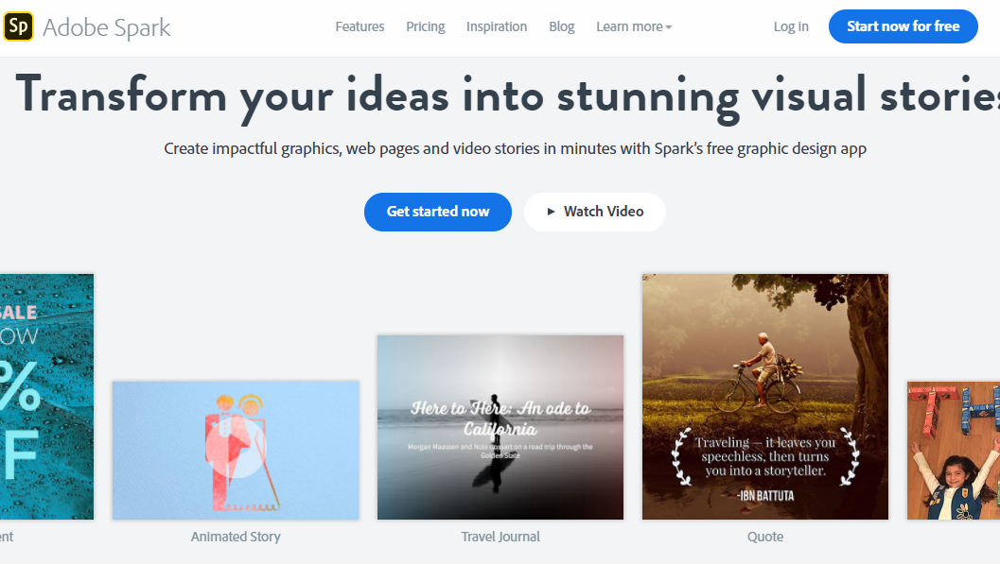 Sp Adobe Spark
Features Pricing Inspiration Blog Learn more
Log in Start now for free
Transform your ideas into stunning visual stories
Create impactful graphics, web pages and video stories in minutes with Spark's free graphic design app
Get started now
Watch Video
SALE
OW
%
F
Here to Here: An ode to
California
Morgan Maassen and Nole Cossart on a road trip through the
Golden State
Traveling – it leaves you
speechless, then turns
you into a storyteller.
-IBN BATTUTA
TH
ent
Animated Story
Travel Journal
Quote